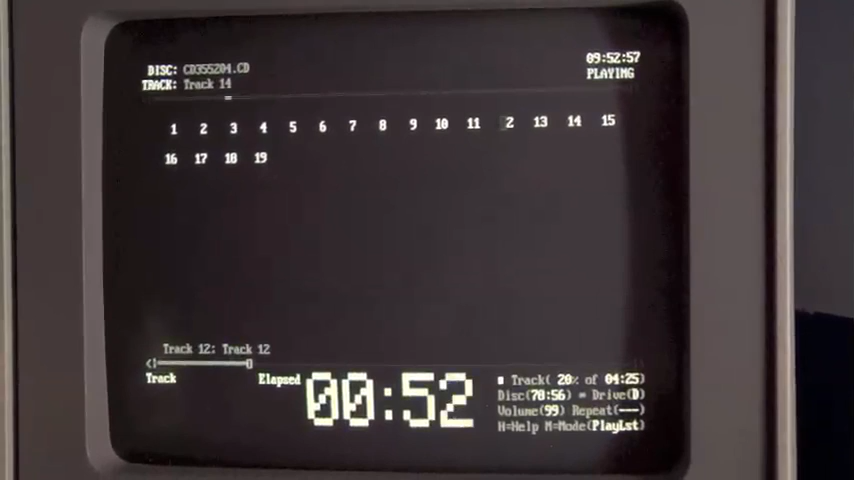 DISC: CD355204.CD
09:52:57
TRACK: Track 14
PLAYING
1 2 3 4 5 6 7 8 9 10 11 2 13 14 15
16 17 18 19
Track 12: Track 12
Track
Elapsed
00:52
Track( 20% of 04:25)
Disc(78:56) = Drive(D)
Volume(99) Repeat(---)
H=Help M=Mode(PlayLst)